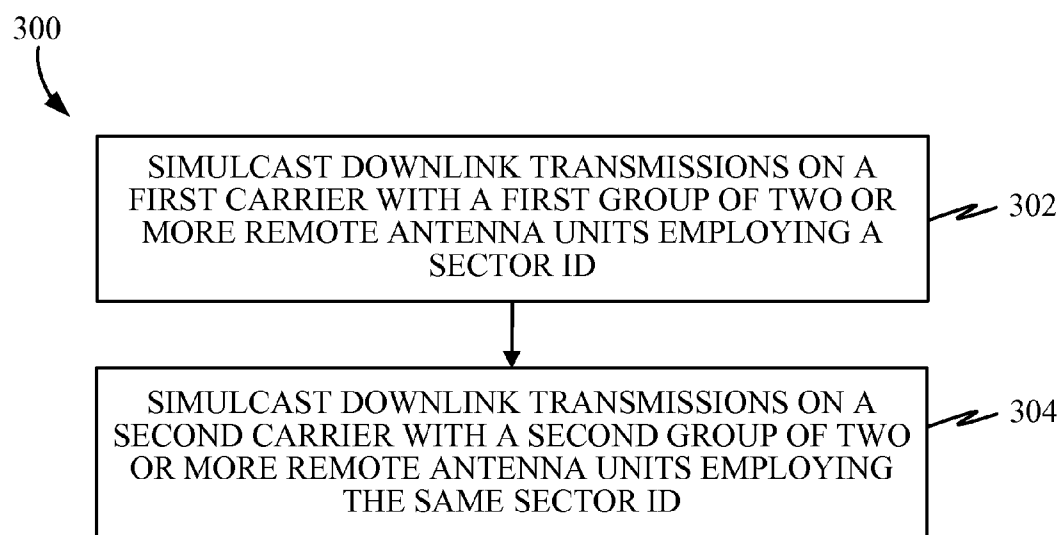 300
SIMULCAST DOWNLINK TRANSMISSIONS ON A
FIRST CARRIER WITH A FIRST GROUP OF TWO OR
MORE REMOTE ANTENNA UNITS EMPLOYING A
SECTOR ID
302
SIMULCAST DOWNLINK TRANSMISSIONS ON A
SECOND CARRIER WITH A SECOND GROUP OF TWO
OR MORE REMOTE ANTENNA UNITS EMPLOYING
THE SAME SECTOR ID
304